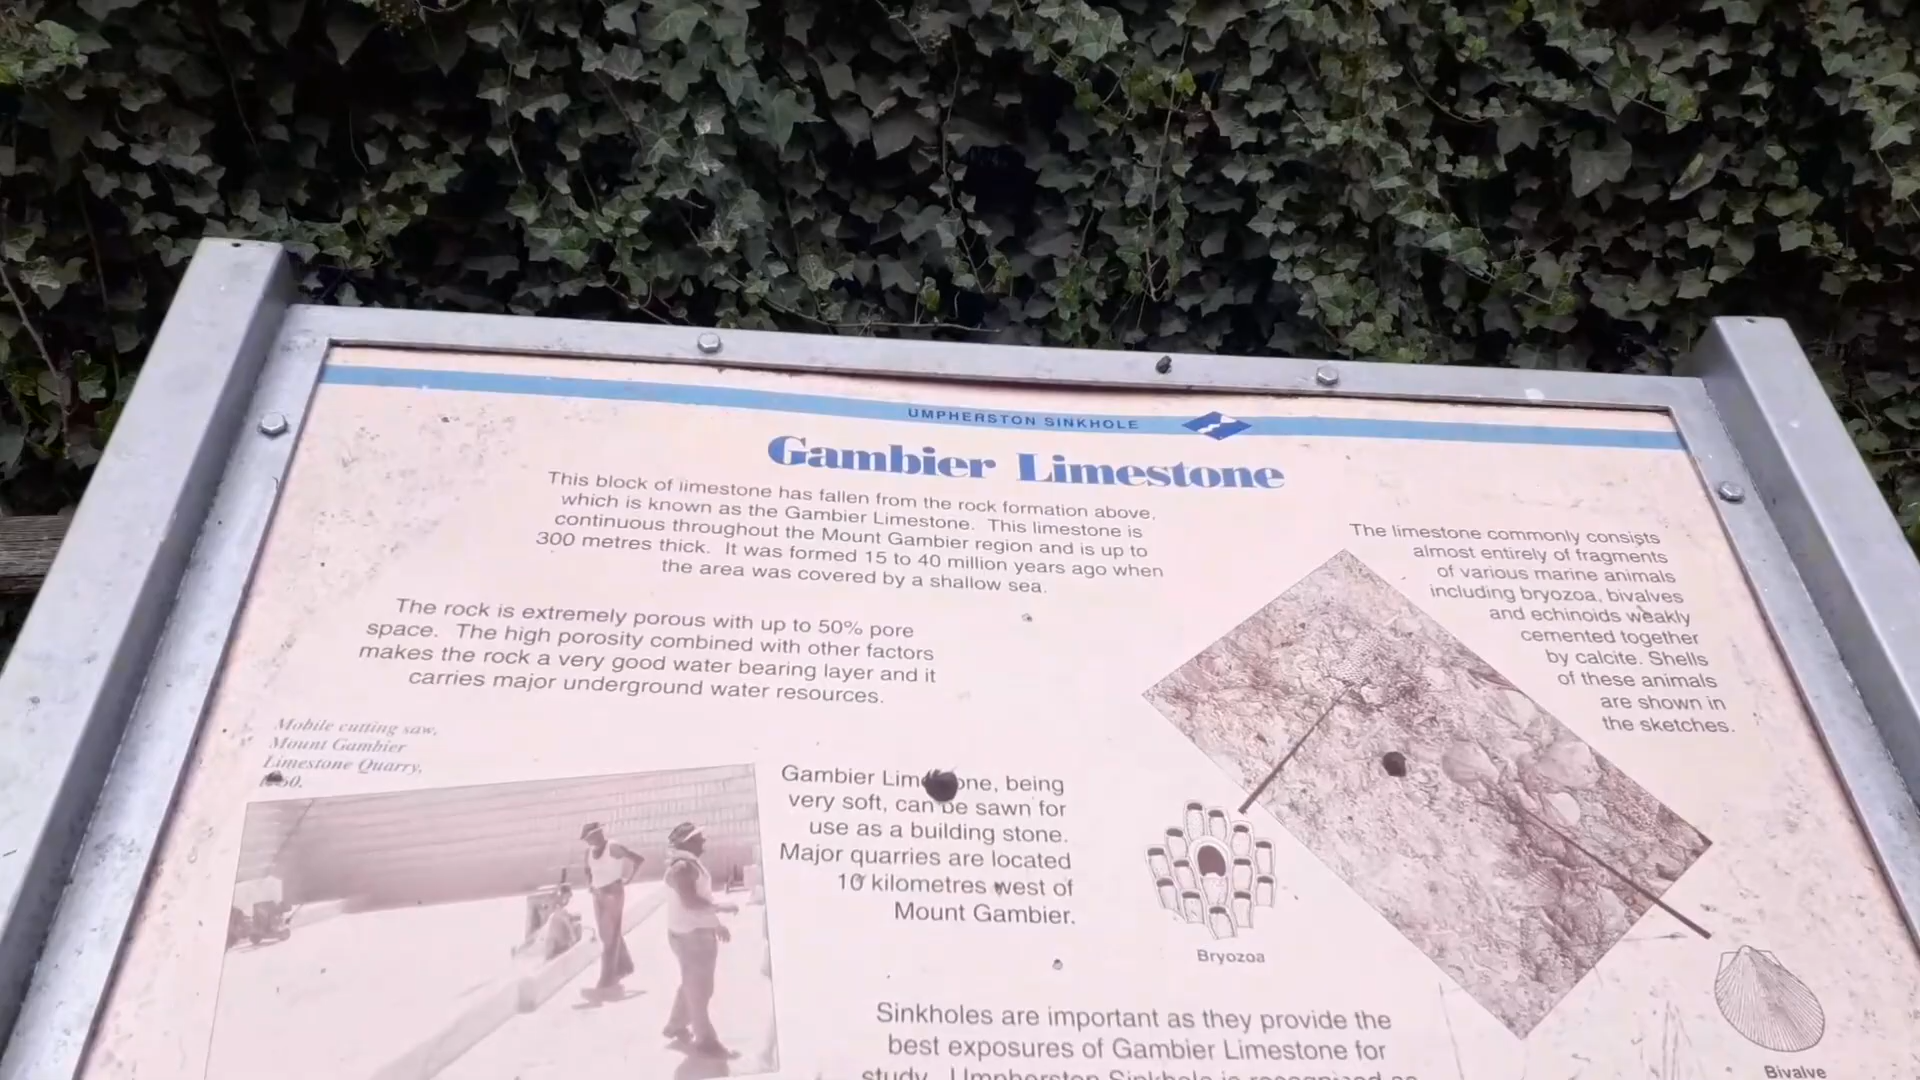 UMPHERSTON SINKHOLE
Gambier Limestone
This block of limestone has fallen from the rock formation above,
which is known as the Gambier Limestone. This limestone is
continuous throughout the Mount Gambier region and is up to
300 metres thick. It was formed 15 to 40 million years ago when
the area was covered by a shallow sea.
The rock is extremely porous with up to 50% pore
space. The high porosity combined with other factors
makes the rock a very good water bearing layer and it
carries major underground water resources.
The limestone commonly consists
almost entirely of fragments
of various marine animals
including bryozoa, bivalves
and echinoids weakly
cemented together
by calcite. Shells
of these animals
are shown in
the sketches.
Mobile cutting saw,
Mount Gambier
Limestone Quarry,
Gambier Limestone, being
very soft, can be sawn for
use as a building stone.
Major quarries are located
10 kilometres west of
Mount Gambier.
Bryozoa
Bivalve
Sinkholes are important as they provide the
best exposures of Gambier Limestone for
study. Umpherston Sinkhole is recognised as